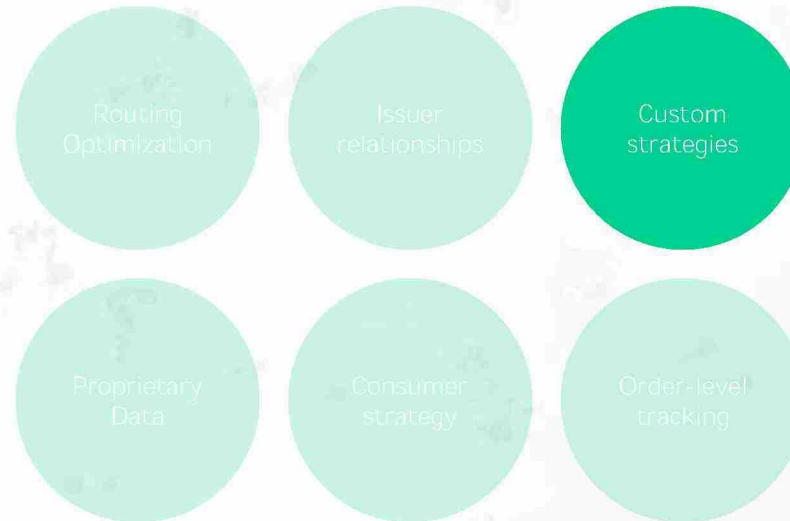 Routing
Optimization
Issuer
relationships
Custom
strategies
Proprietary
Data
Consumer
strategy
Order-level
tracking